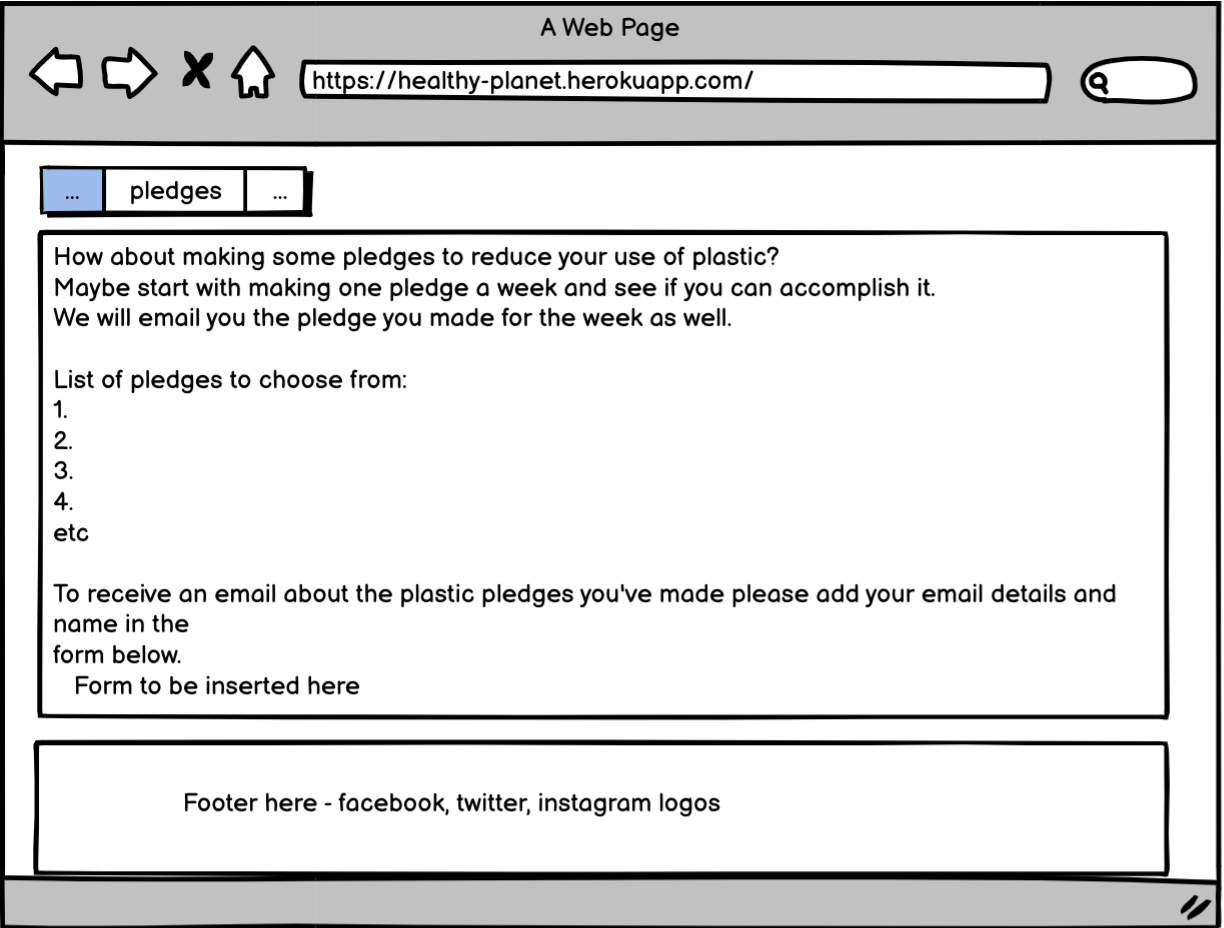 A Web Page
https://healthy-planet.herokuapp.com/
... pledges ...
How about making some pledges to reduce your use of plastic?
Maybe start with making one pledge a week and see if you can accomplish it.
We will email you the pledge you made for the week as well.
List of pledges to choose from:
1.
2.
3.
4.
etc
To receive an email about the plastic pledges you've made please add your email details and
name in the
form below.
Form to be inserted here
Footer here - facebook, twitter, instagram logos